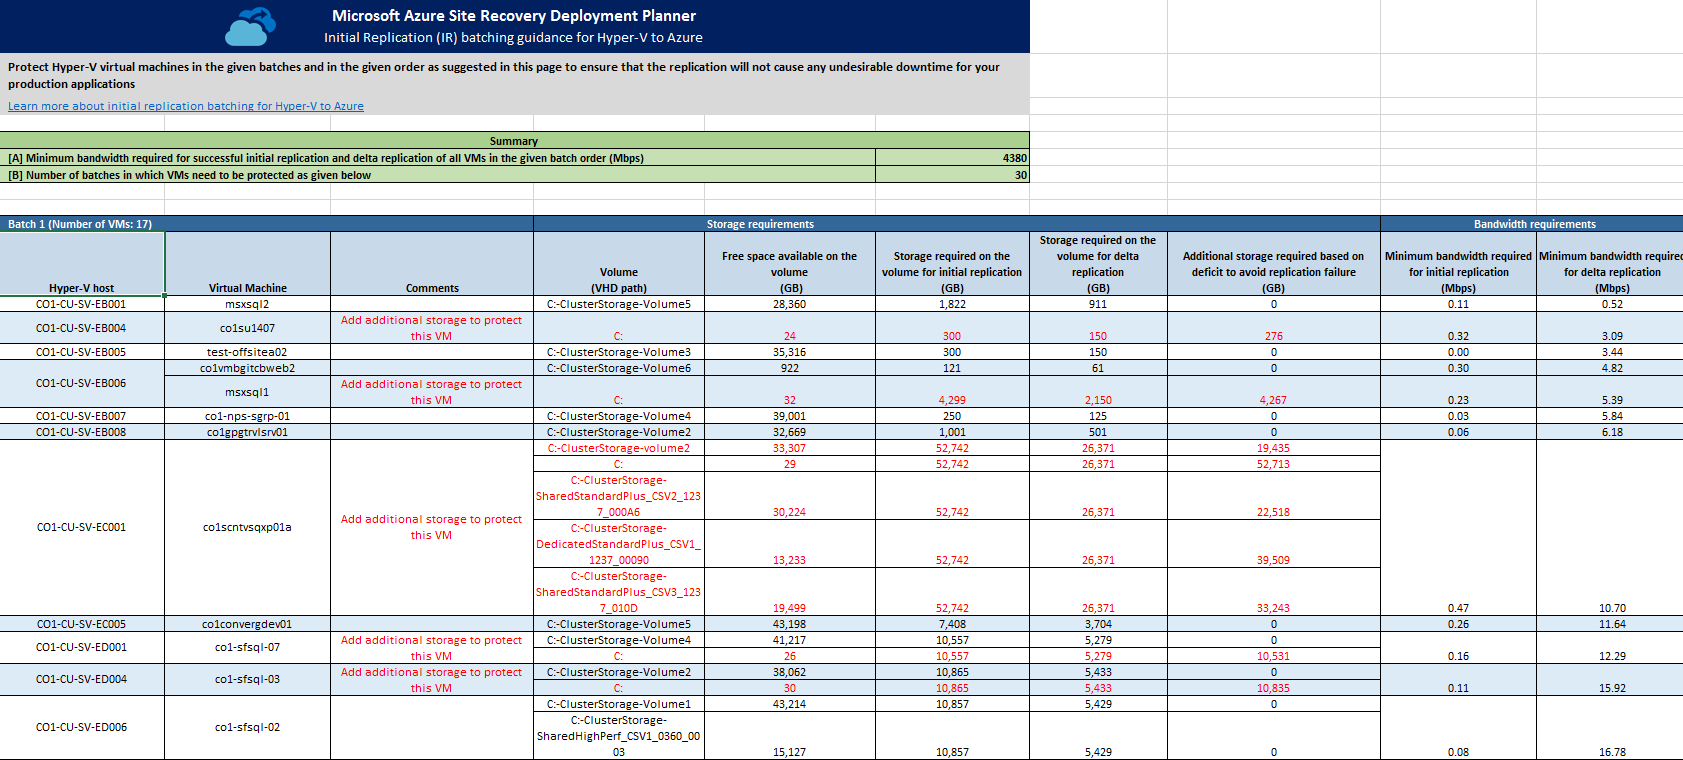 Microsoft Azure Site Recovery Deployment Planner
Initial Replication (IR) batching guidance for Hyper-V to Azure
Protect Hyper-V virtual machines in the given batches and in the given order as suggested in this page to ensure that the replication will not cause any undesirable downtime for your
production applications
Learn more about initial replication batching for Hyper-V to Azure
Summary
[A] Minimum bandwidth required for successful initial replication and delta replication of all VMs in the given batch order (Mbps) 4380
[B] Number of batches in which VMs need to be protected as given below 30
Batch 1 (Number of VMs: 17) Storage requirements Bandwidth requirements
Hyper-V host
Virtual Machine
Comments
Volume
(VHD path)
Free space available on the
volume
(GB)
Storage required on the
volume for initial replication
(GB)
Storage required on the
volume for delta
replication
(GB)
Additional storage required based on
deficit to avoid replication failure
(GB)
Minimum bandwidth required
for initial replication
(Mbps)
Minimum bandwidth required
for delta replication
(Mbps)
CO1-CU-SV-EB001 msxsql2 C:-ClusterStorage-Volume5 28,360 1,822 911 0 0.11 0.52
CO1-CU-SV-EB004 co1su1407 Add additional storage to protect
this VM C: 24 300 150 276 0.32 3.09
CO1-CU-SV-EB005 test-offsitea02 C:-ClusterStorage-Volume3 35,316 300 150 0 0.00 3.44
CO1-CU-SV-EB006 co1vmbgitcbweb2 C:-ClusterStorage-Volume6 922 121 61 0 0.30 4.82
msxsql1 Add additional storage to protect
this VM C: 32 4,299 2,150 4,267 0.23 5.39
CO1-CU-SV-EB007 co1-nps-sgrp-01 C:-ClusterStorage-Volume4 39,001 250 125 0 0.03 5.84
CO1-CU-SV-EB008 co1gpgtrvlsrv01 C:-ClusterStorage-Volume2 32,669 1,001 501 0 0.06 6.18
CO1-CU-SV-EC001 co1scntvsqxp01a Add additional storage to protect
this VM
C:-ClusterStorage-volume2 33,307 52,742 26,371 19,435
C: 29 52,742 26,371 52,713
C:-ClusterStorage-
SharedStandardPlus_CSV2_123
7_000A6 30,224 52,742 26,371 22,518
C:-ClusterStorage-
DedicatedStandardPlus_CSV1_
1237_00090 13,233 52,742 26,371 39,509
C:-ClusterStorage-
SharedStandardPlus_CSV3_123
7_010D 19,499 52,742 26,371 33,243 0.47 10.70
CO1-CU-SV-EC005 co1convergdev01 C:-ClusterStorage-Volume5 43,198 7,408 3,704 0 0.26 11.64
CO1-CU-SV-ED001 co1-sfsql-07 Add additional storage to protect
this VM
C:-ClusterStorage-Volume4 41,217 10,557 5,279 0
C: 26 10,557 5,279 10,531 0.16 12.29
CO1-CU-SV-ED004 co1-sfsql-03 Add additional storage to protect
this VM
C:-ClusterStorage-Volume2 38,062 10,865 5,433 0
C: 30 10,865 5,433 10,835 0.11 15.92
CO1-CU-SV-ED006 co1-sfsql-02
C:-ClusterStorage-Volume1 43,214 10,857 5,429 0
C:-ClusterStorage-
SharedHighPerf_CSV1_0360_00
03 15,127 10,857 5,429 0 0.08 16.78